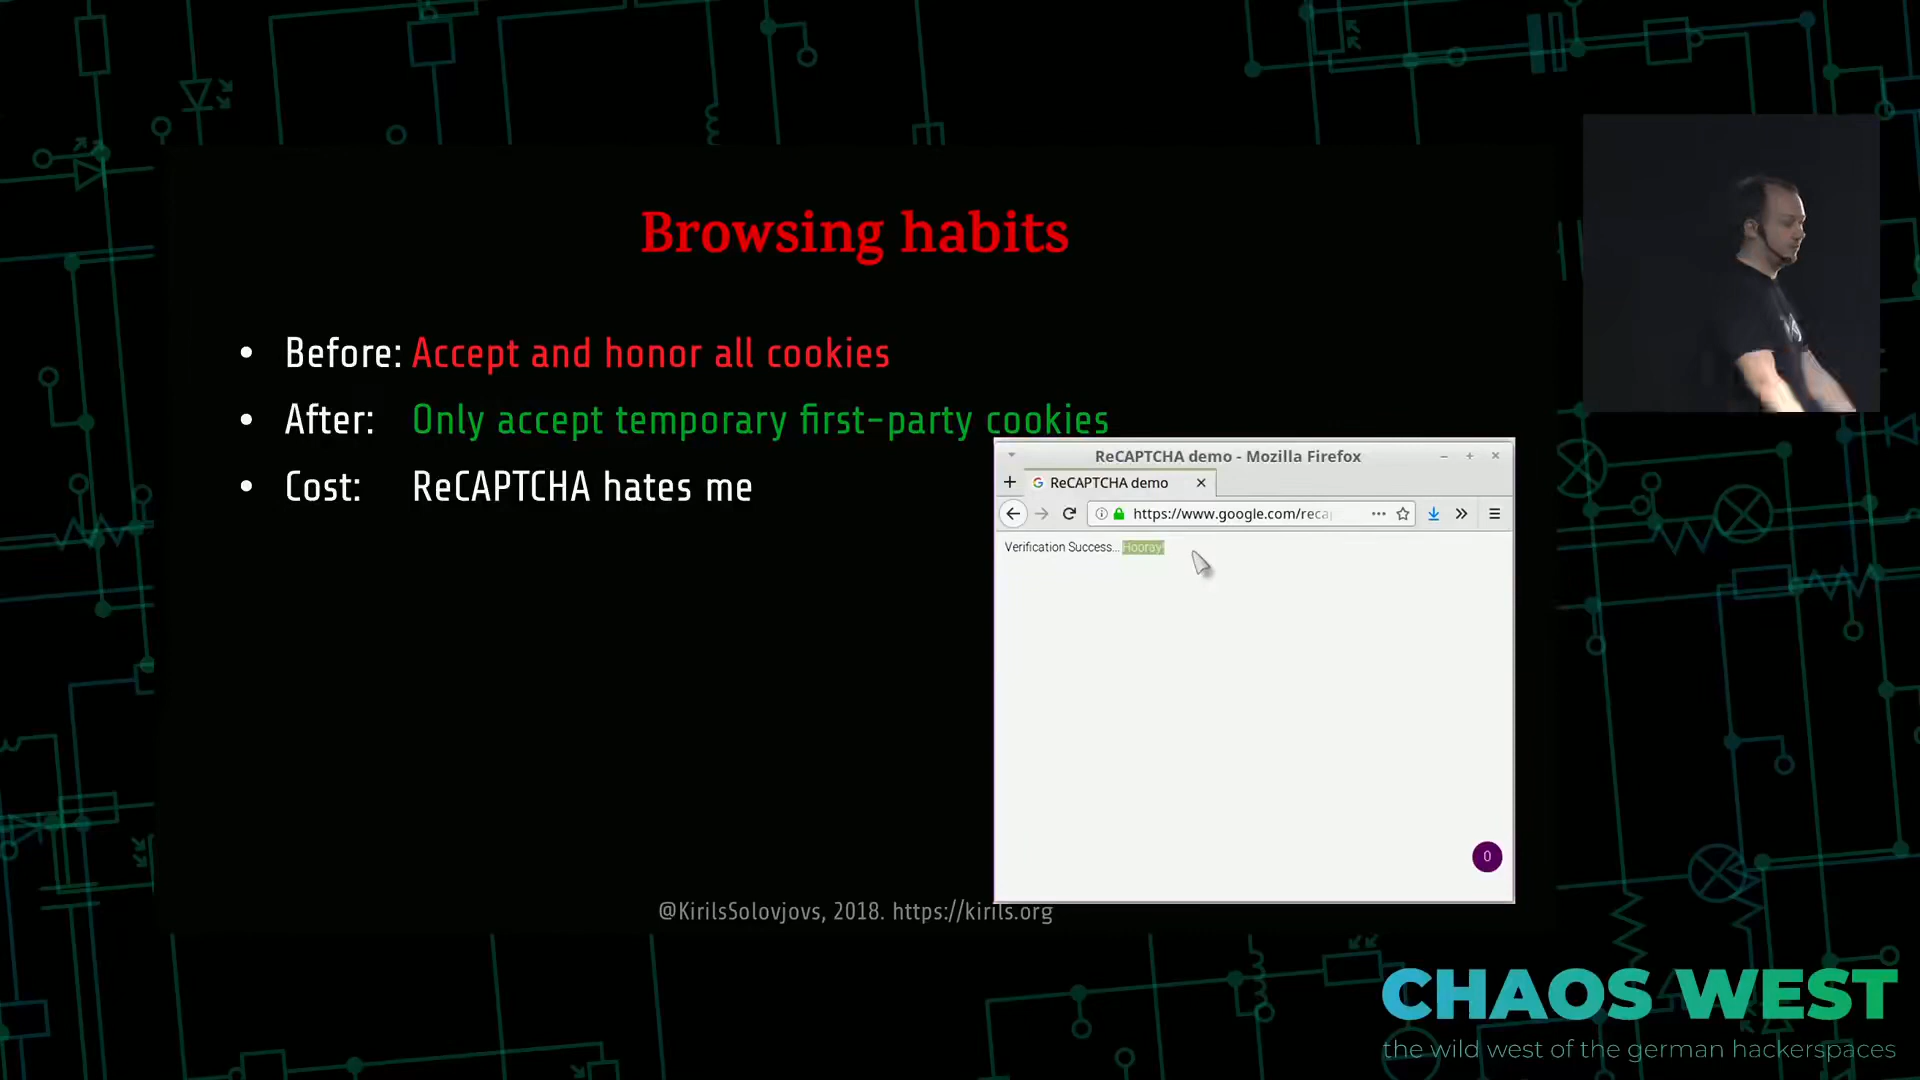 Browsing habits
• Before: Accept and honor all cookies
• After: Only accept temporary first-party cookies
• Cost: ReCAPTCHA hates me
ReCAPTCHA demo - Mozilla Firefox
ReCAPTCHA demo
https://www.google.com/reca
Verification Success... Hooray!
0
@KirilsSolovjovs, 2018. https://kirils.org
CHAOS WEST
the wild west of the german hackerspaces